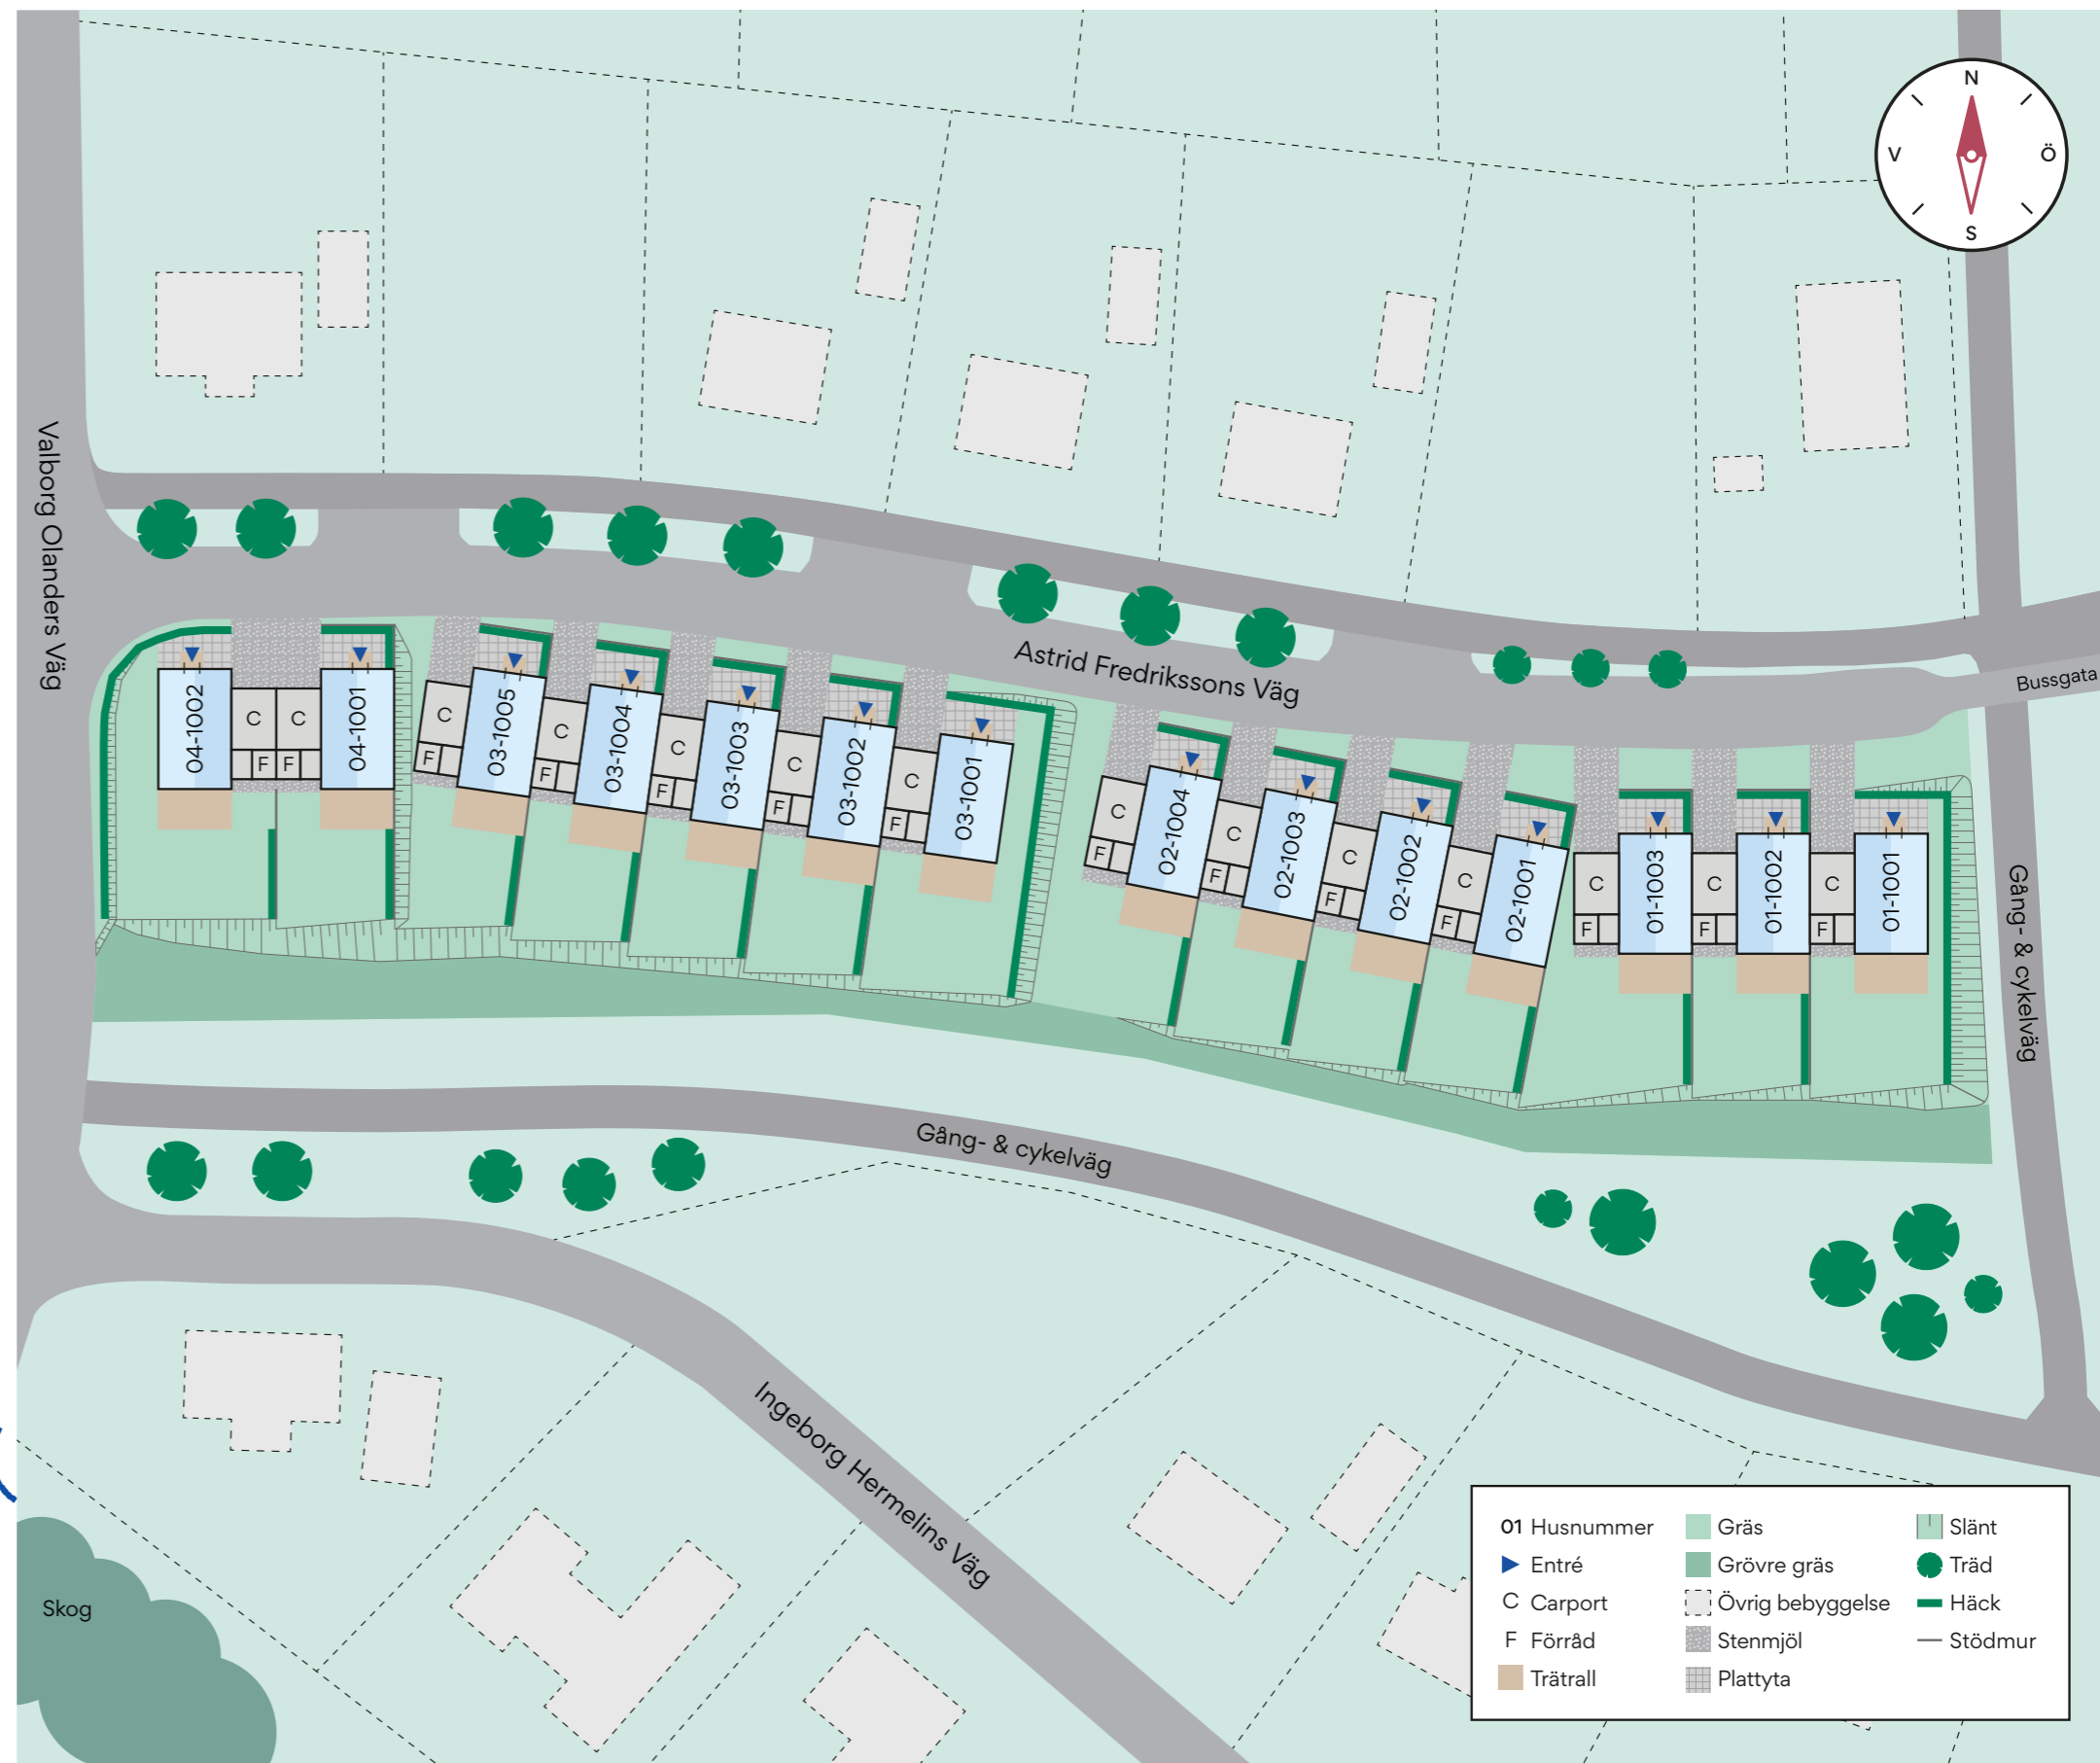 N
V
Ö
S
Valborg Olanders Väg
Astrid Fredrikssons Väg
Bussgata
04-1002
C
C
F
F
04-1001
C
F
03-1005
C
F
03-1004
C
F
03-1003
C
F
03-1002
C
F
03-1001
C
F
02-1004
C
F
02-1003
C
F
02-1002
C
F
02-1001
C
F
01-1003
C
F
01-1002
C
F
01-1001
Gång- & cykelväg
Gång- & cykelväg
Ingeborg Hermelins Väg
Skog
01 Husnummer
Entré
C Carport
F Förråd
Trätrall
Gräs
Grövre gräs
Övrig bebyggelse
Stenmjöl
Plattyta
Slänt
Träd
Häck
Stödmur